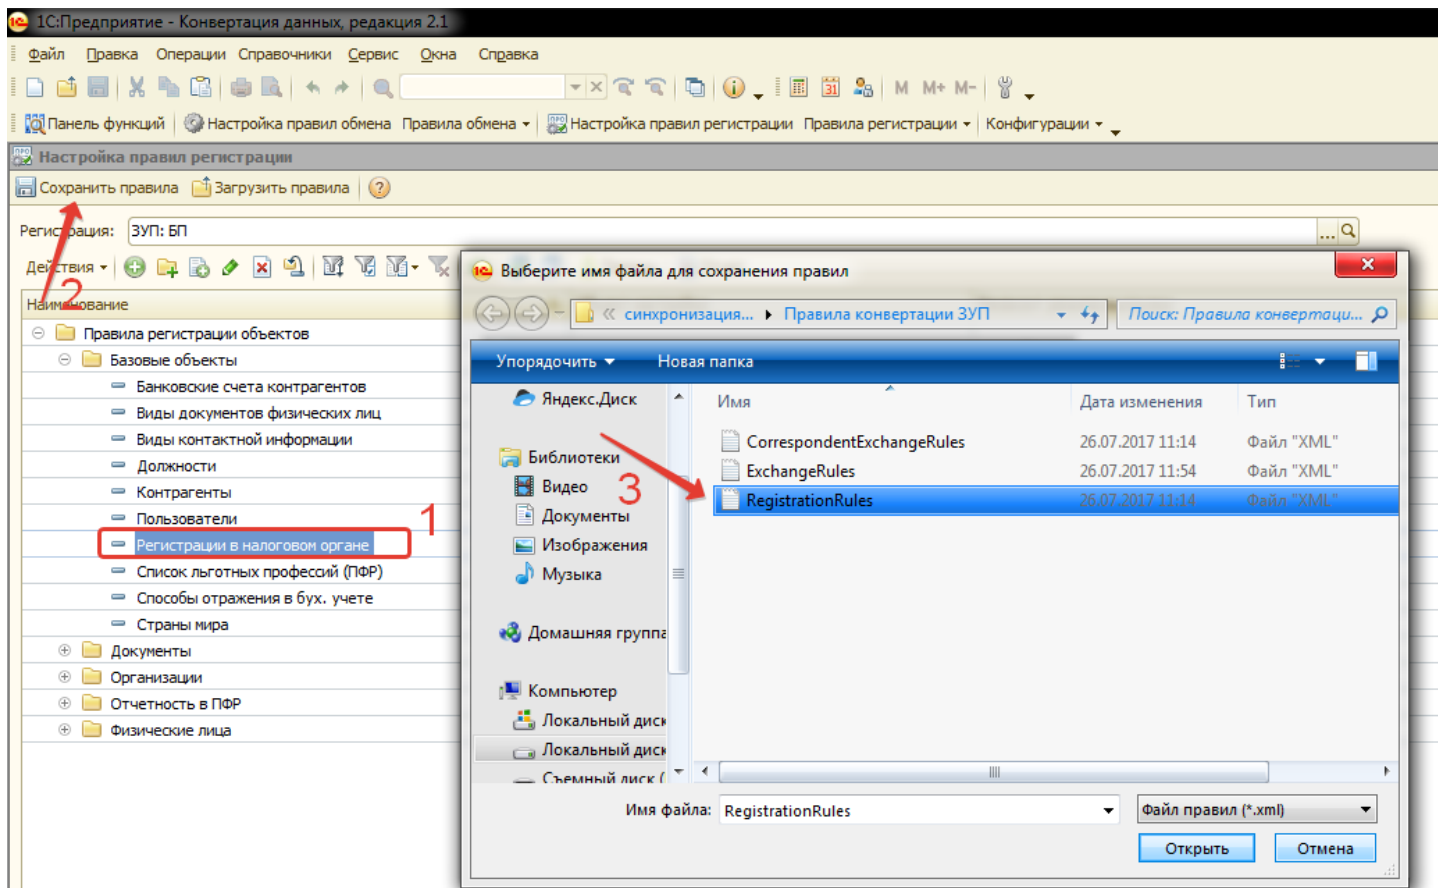 1С:Предприятие - Конвертация данных, редакция 2.1
Файл Правка Операции Справочники Сервис Окна Справка
M M+ M-
Панель функций Настройка правил обмена Правила обмена Настройка правил регистрации Правила регистрации Конфигурации
Настройка правил регистрации
Сохранить правила Загрузить правила
Регистрация: ЗУП: БП ...
Действия
2
Наименование
Правила регистрации объектов
Базовые объекты
Банковские счета контрагентов
Виды документов физических лиц
Виды контактной информации
Должности
Контрагенты
Пользователи
1
Регистрации в налоговом органе
Список льготных профессий (ПФР)
Способы отражения в бух. учете
Страны мира
Документы
Организации
Отчетность в ПФР
Физические лица
Выберите имя файла для сохранения правил
« синхронизация... Правила конвертации ЗУП Поиск: Правила конвертаци...
Упорядочить Новая папка
Яндекс.Диск
Библиотеки
Видео
Документы
Изображения
Музыка
Домашняя группа
Компьютер
Локальный диск
Локальный диск
Съемный диск (
3
Имя Дата изменения Тип
CorrespondentExchangeRules 26.07.2017 11:14 Файл "XML"
ExchangeRules 26.07.2017 11:54 Файл "XML"
RegistrationRules 26.07.2017 11:14 Файл "XML"
Имя файла: RegistrationRules Файл правил (*.xml)
Открыть Отмена